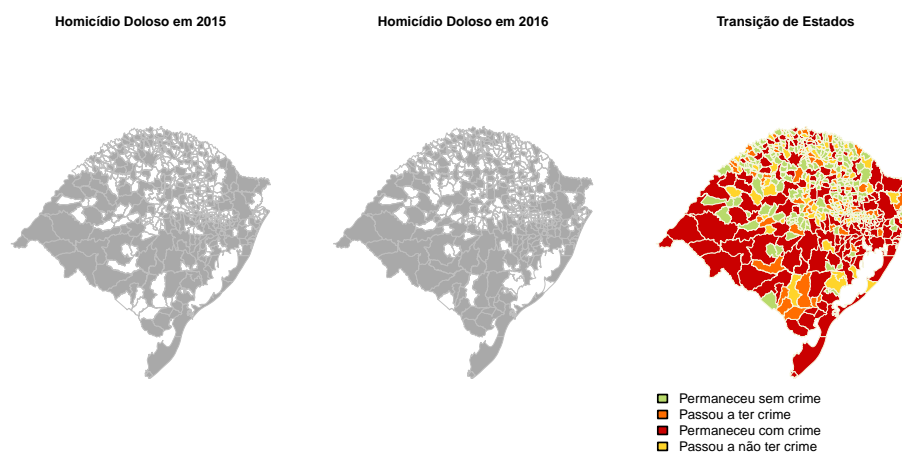 Homicídio Doloso em 2015
Homicídio Doloso em 2016
Transição de Estados
Permaneceu sem crime
Passou a ter crime
Permaneceu com crime
Passou a não ter crime